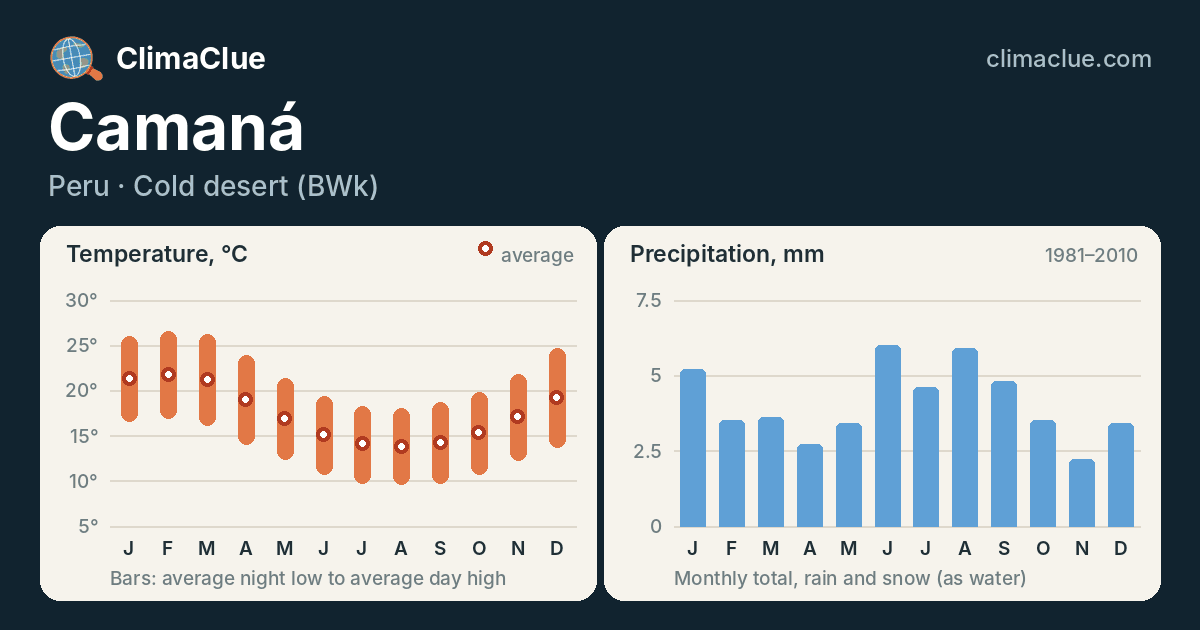 ClimaClue
climaclue.com
Camaná
Peru · Cold desert (BWk)
Temperature, °C
average
30°
25°
20°
15°
10°
5°
J F M A M J J A S O N D
Bars: average night low to average day high
Precipitation, mm
1981–2010
7.5
5
2.5
0
J F M A M J J A S O N D
Monthly total, rain and snow (as water)